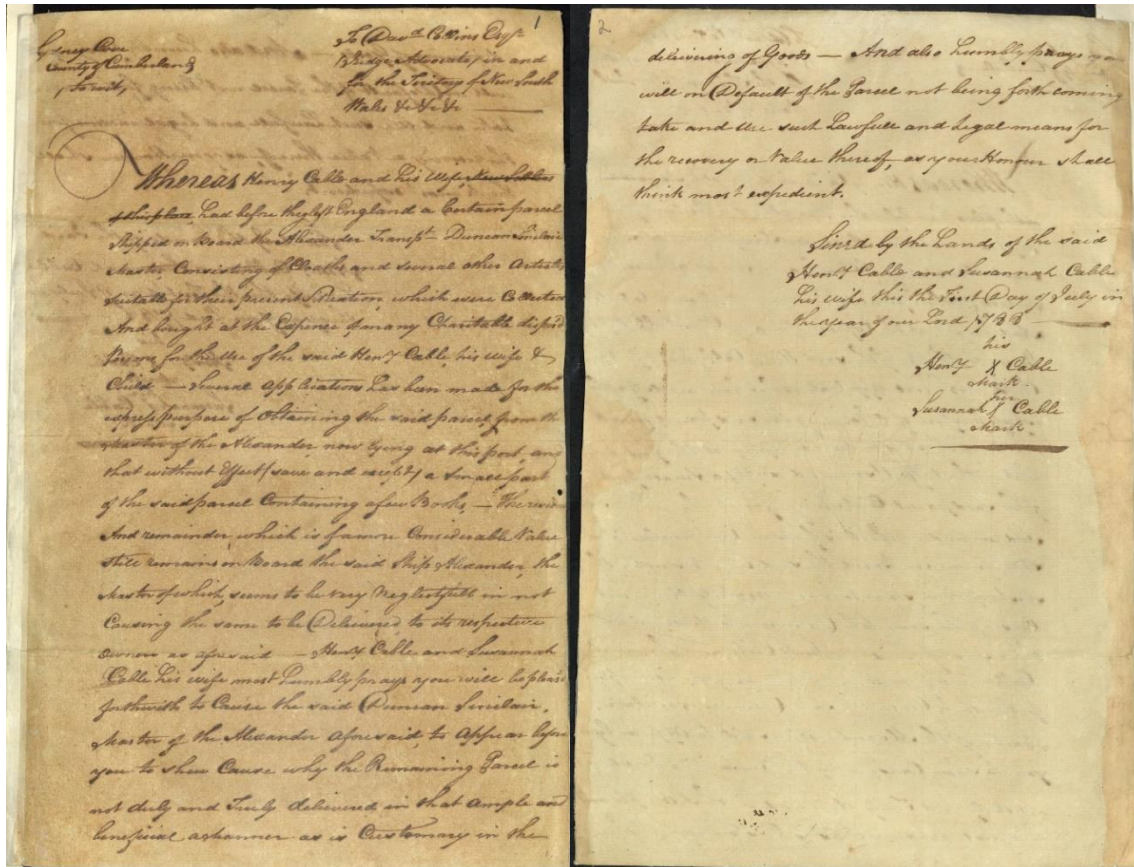 1
Sydney Cove
County of Cumberland
to wit,
To Davd Collins Esqr
Judge Advocate, in and
for the Territory of New South
Wales &c &c &c
Whereas Henry Cable and his Wife, New Settlers
of this place, had before they left England a Certain parcel
Shipped on Board the Alexander Transpt Duncan Sinclair
Master Consisting of Cloaths and several other Articles
suitable for their present Situation, which were Collected
And bought at the Expence of many Charitable dispos'd
Persons for the Use of the said Henry Cable, his Wife &
Child — Several Applications has been made for the
express purpose of obtaining the said parcel, from the
Master of the Alexander now lying at this port, and
that without Effect (save and except) a small part
of the said parcel Containing a few Books, — the
And remainder, which is of a more Considerable Value
still remains on Board the said Ship Alexander, the
Master of which, seems to be very Neglectfull in not
Causing the same to be Delivered, to its respective
owners as aforesaid — Henry Cable and Susannah
Cable his wife most humbly prays you will be pleas'd
forthwith to Cause the said Duncan Sinclair,
Master of the Alexander aforesaid, to Appear before
you to shew Cause why the Remaining Parcel is
not duly and Truly delivered in that ample and
beneficial a manner as is Customary in the
2
delivering of Goods — And also humbly prays you
will on Default of the Parcel not being forth coming
take and Use such Lawfull and Legal means for
the recovery or Value thereof, as your Honour shall
think most expedient.
Sin'd by the Hands of the said
Heny Cable and Susannah Cable
his Wife this the First Day of July in
the year of our Lord 1788
his
Heny X Cable
Mark
her
Susannah Cable
Mark